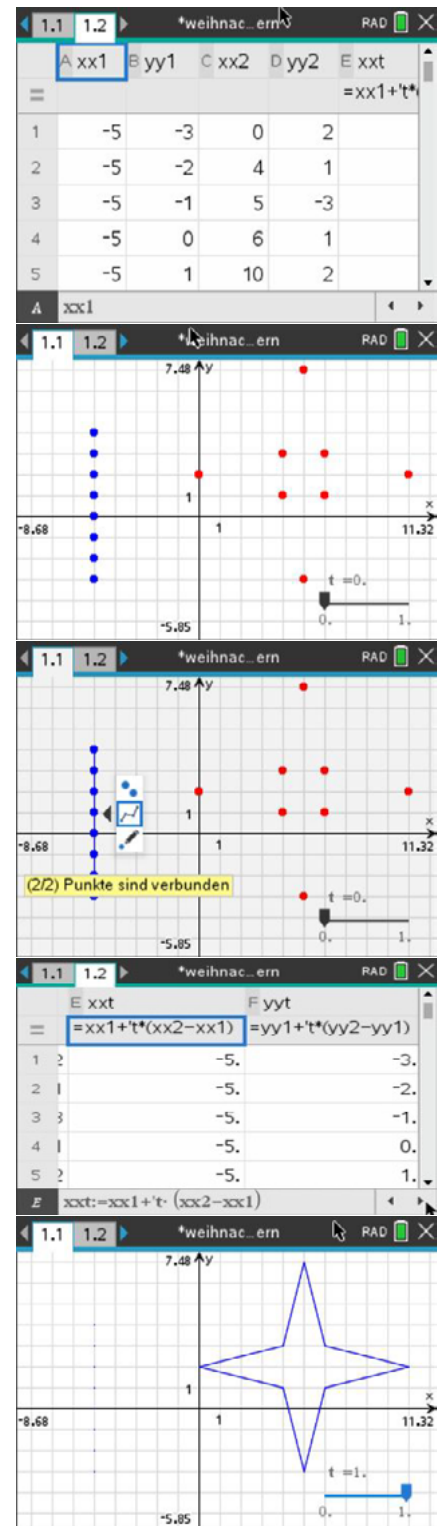 1.1 1.2 *weihnac...ern RAD
A xx1 B yy1 C xx2 D yy2 E xxt
= =xx1+'t*
1 -5 -3 0 2
2 -5 -2 4 1
3 -5 -1 5 -3
4 -5 0 6 1
5 -5 1 10 2
A xx1
1.1 1.2 *weihnac...ern RAD
7.48 y
1
x
-8.68 1 11.32
t =0.
0. 1.
-5.85
1.1 1.2 *weihnac...ern RAD
7.48 y
1
x
-8.68 1 11.32
(2/2) Punkte sind verbunden
t =0.
0. 1.
-5.85
1.1 1.2 *weihnac...ern RAD
E xxt F yyt
= =xx1+'t*(xx2-xx1) =yy1+'t*(yy2-yy1)
1 2 -5. -3.
2 1 -5. -2.
3 3 -5. -1.
4 1 -5. 0.
5 2 -5. 1.
E xxt:=xx1+'t· (xx2-xx1)
1.1 1.2 *weihnac...ern RAD
7.48 y
1
x
-8.68 1 11.32
t =1.
0. 1.
-5.85